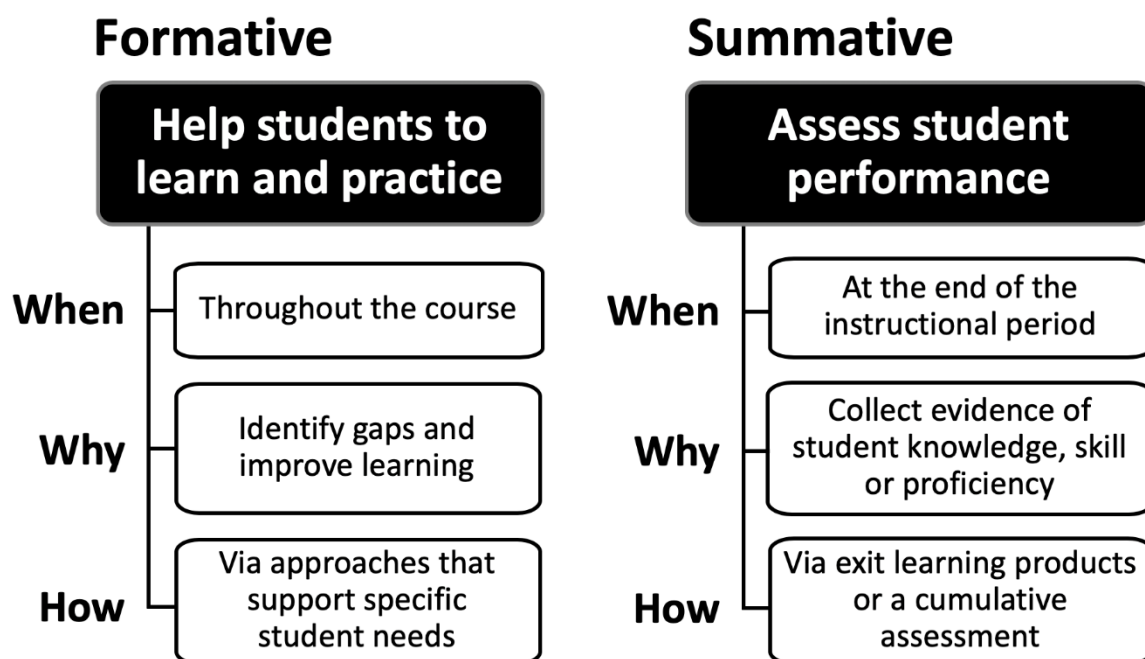 Formative
Help students to
learn and practice
When
Throughout the course
Why
Identify gaps and
improve learning
How
Via approaches that
support specific
student needs
Summative
Assess student
performance
When
At the end of the
instructional period
Why
Collect evidence of
student knowledge, skill
or proficiency
How
Via exit learning products
or a cumulative
assessment